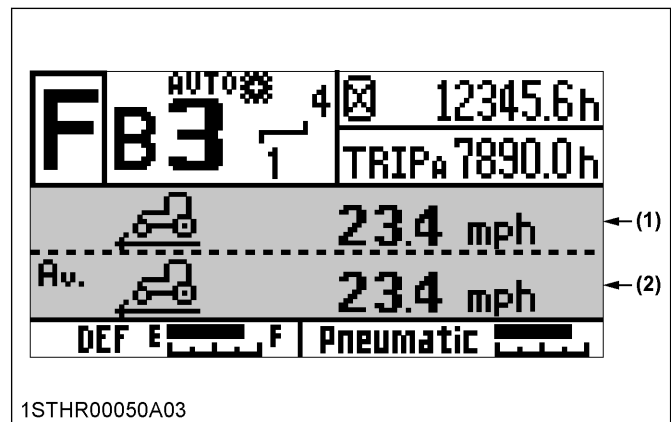 F B3 AUTO 1 4 12345.6h
TRIPA 7890.0h
23.4 mph (1)
Av. 23.4 mph (2)
DEF E F Pneumatic
1STHR00050A03